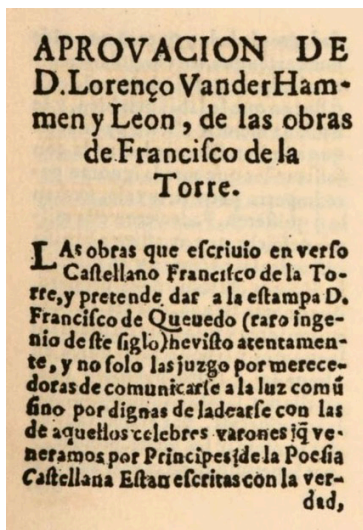 APROVACION DE
D. Lorenço VanderHam-
men y Leon, de las obras
de Franciſco de la
Torre.
LAs obras que eſcriuio en verſo
Caſtellano Franciſco de la To-
rre, y pretende dar a la eſtampa D.
Franciſco de Queuedo (raro inge-
nio deſte ſiglo) he viſto atentamen-
te, y no ſolo las juzgo por merece-
doras de comunicarſe a la luz comũ
ſino por dignas de ladearſe con las
de aquellos celebres varones q̃ ve-
neramos por Principes de la Poeſia
Caſtellana Eſtan eſcritas con la ver-
dad,